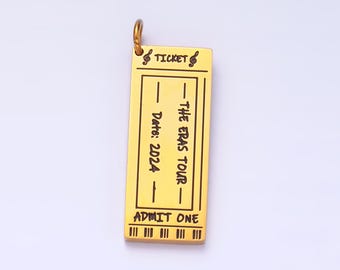 TICKET
THE ERAS TOUR
Date: 2024
ADMIT ONE